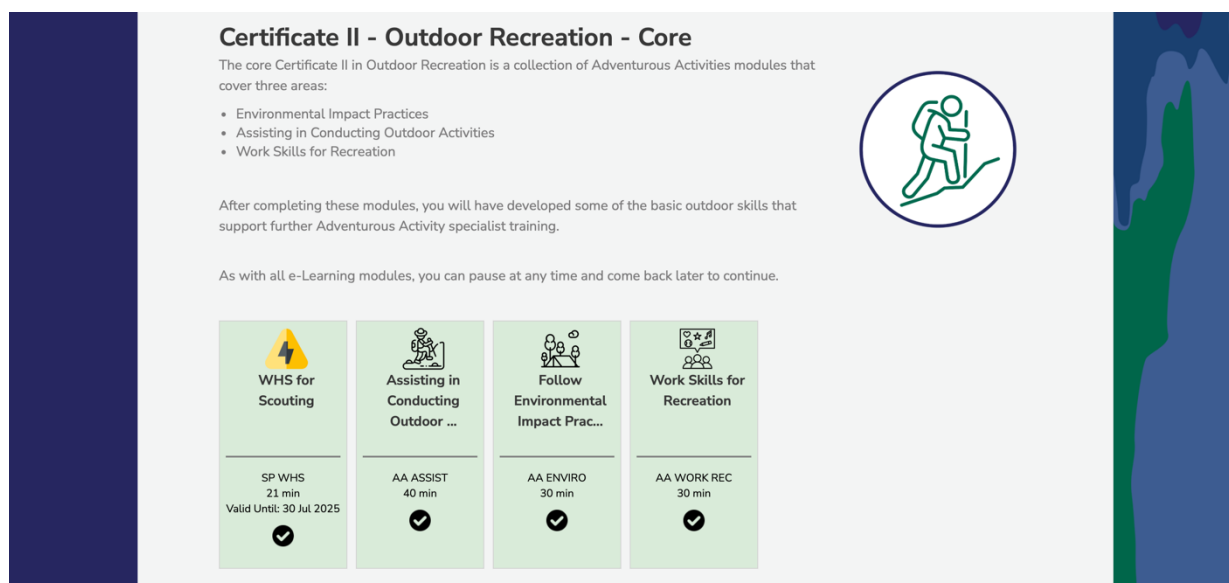 Certificate II - Outdoor Recreation - Core
The core Certificate II in Outdoor Recreation is a collection of Adventurous Activities modules that
cover three areas:
• Environmental Impact Practices
• Assisting in Conducting Outdoor Activities
• Work Skills for Recreation
After completing these modules, you will have developed some of the basic outdoor skills that
support further Adventurous Activity specialist training.
As with all e-Learning modules, you can pause at any time and come back later to continue.
WHS for
Scouting
SP WHS
21 min
Valid Until: 30 Jul 2025
Assisting in
Conducting
Outdoor ...
AA ASSIST
40 min
Follow
Environmental
Impact Prac...
AA ENVIRO
30 min
Work Skills for
Recreation
AA WORK REC
30 min